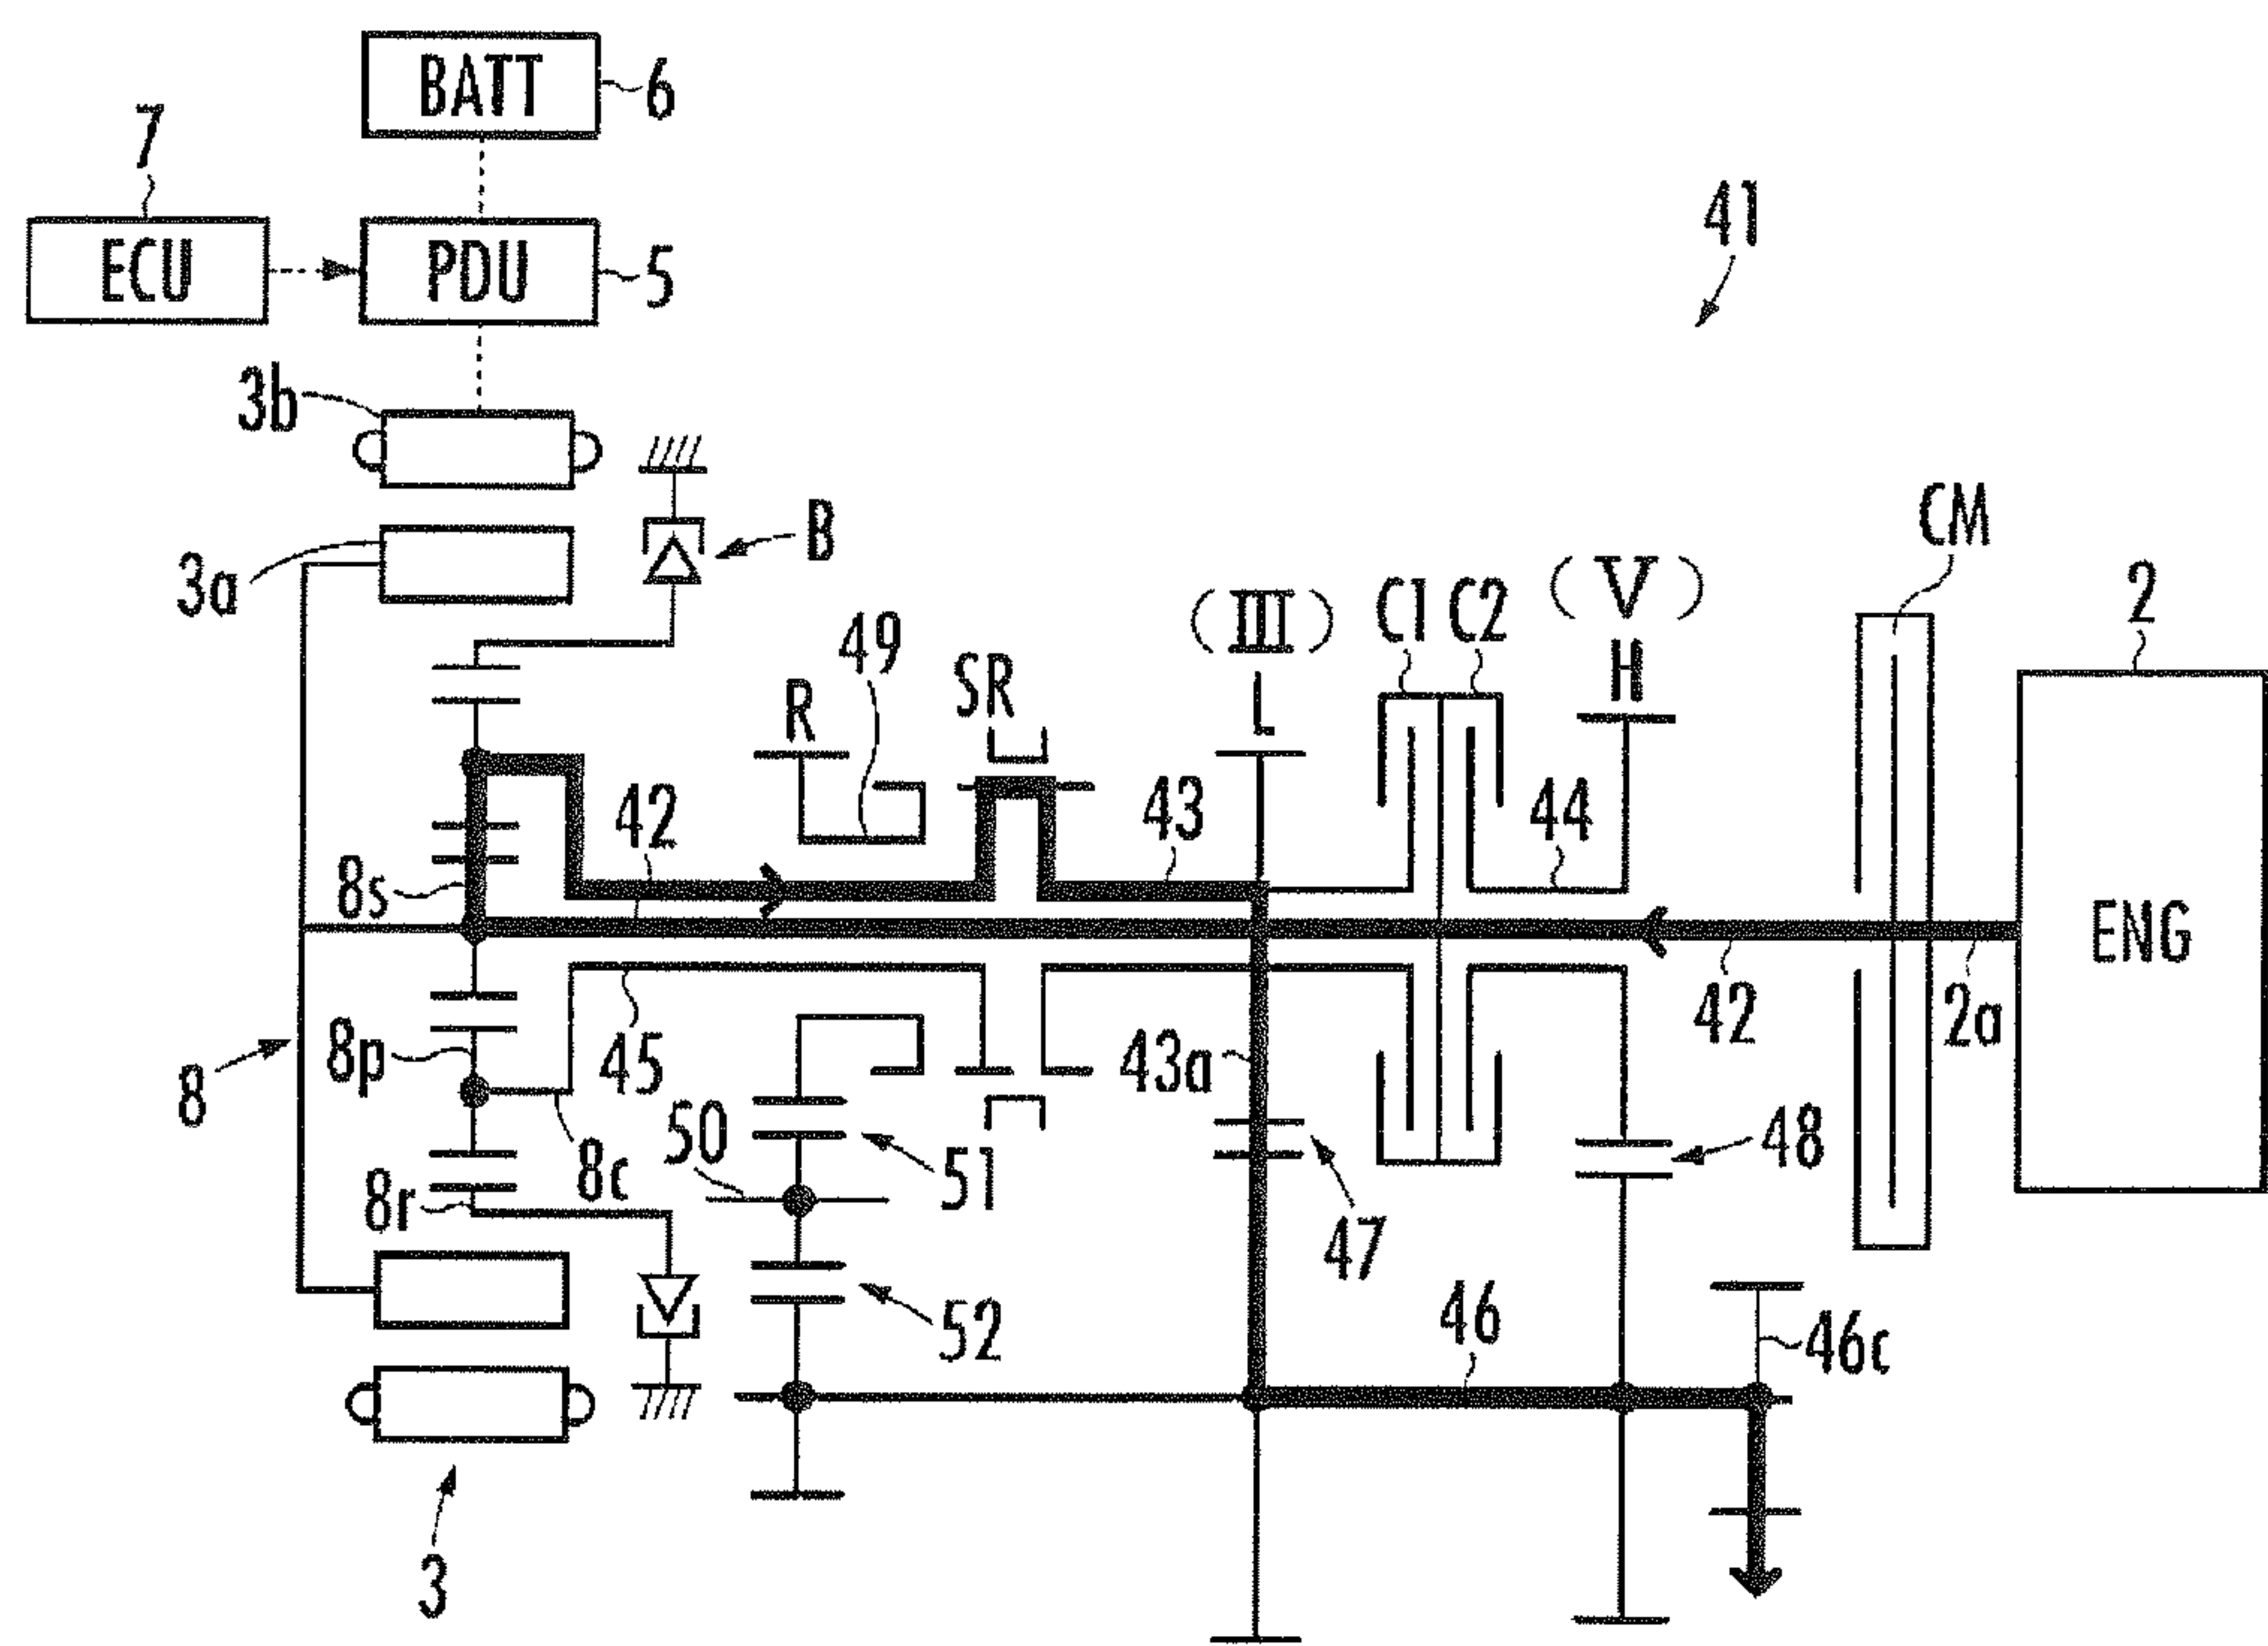 BATT
6
7
ECU
PDU
5
41
3b
3a
B
CM
2
(III)
C1
C2
(V)
49
SR
R
L
H
42
43
44
8s
ENG
42
2a
8
8p
45
43a
50
8c
51
48
8r
47
52
46
46c
3